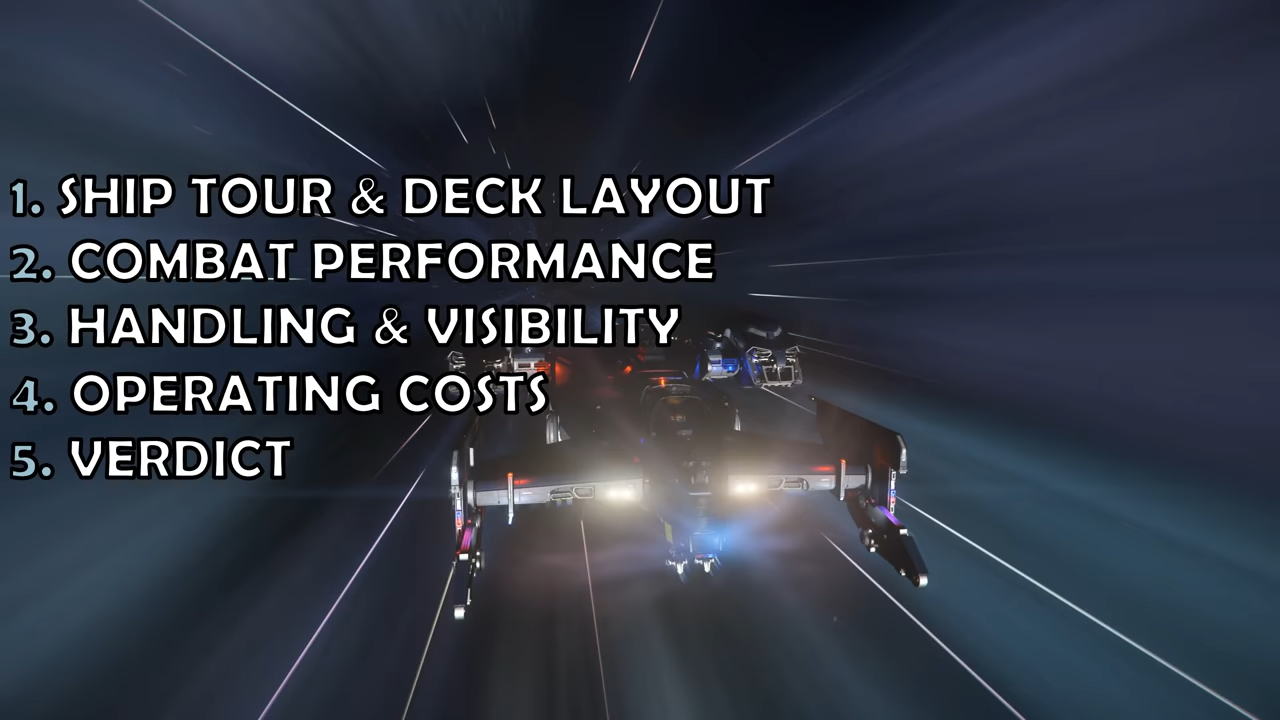 1. SHIP TOUR & DECK LAYOUT
2. COMBAT PERFORMANCE
3. HANDLING & VISIBILITY
4. OPERATING COSTS
5. VERDICT